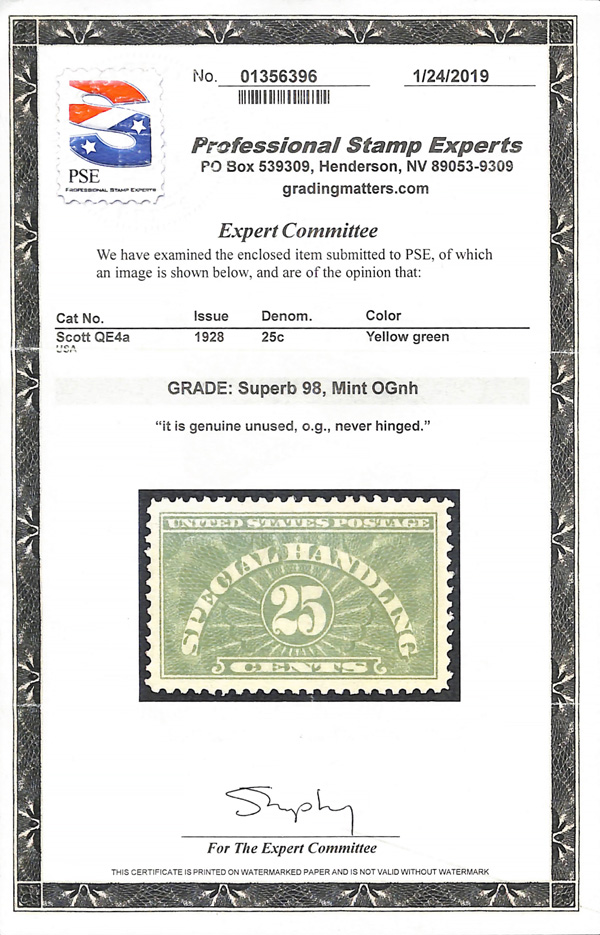 No. 01356396 1/24/2019
PSE
PROFESSIONAL STAMP EXPERTS
Professional Stamp Experts
PO Box 539309, Henderson, NV 89053-9309
gradingmatters.com
Expert Committee
We have examined the enclosed item submitted to PSE, of which
an image is shown below, and are of the opinion that:
Cat No. Issue Denom. Color
Scott QE4a 1928 25c Yellow green
USA
GRADE: Superb 98, Mint OGnh
“it is genuine unused, o.g., never hinged.”
UNITED STATES POSTAGE
SPECIAL HANDLING
25
CENTS
For The Expert Committee
THIS CERTIFICATE IS PRINTED ON WATERMARKED PAPER AND IS NOT VALID WITHOUT WATERMARK